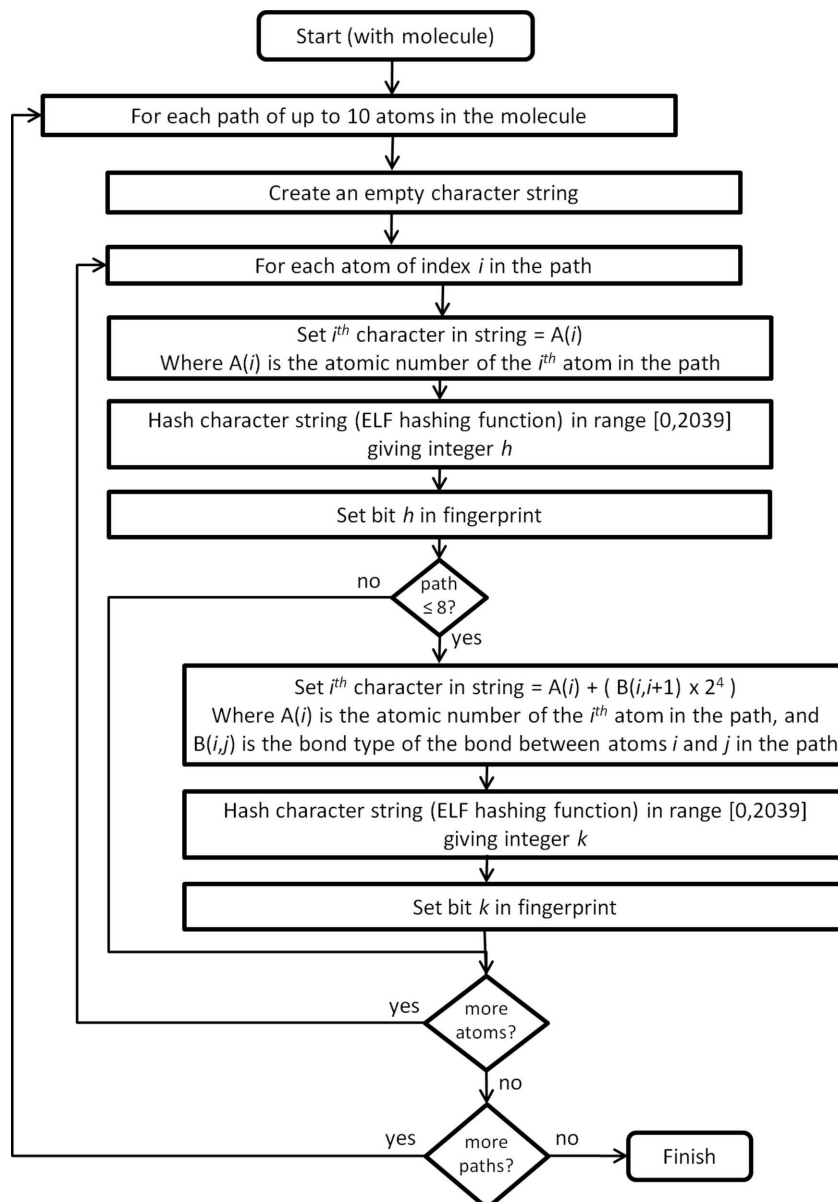 Start (with molecule)
For each path of up to 10 atoms in the molecule
Create an empty character string
For each atom of index i in the path
Set iᵗʰ character in string = A(i)
Where A(i) is the atomic number of the iᵗʰ atom in the path
Hash character string (ELF hashing function) in range [0,2039]
giving integer h
Set bit h in fingerprint
no
path
≤ 8?
yes
Set iᵗʰ character in string = A(i) + ( B(i,i+1) x 2⁴ )
Where A(i) is the atomic number of the iᵗʰ atom in the path, and
B(i,j) is the bond type of the bond between atoms i and j in the path
Hash character string (ELF hashing function) in range [0,2039]
giving integer k
Set bit k in fingerprint
yes
more
atoms?
no
yes
more
paths?
no
Finish